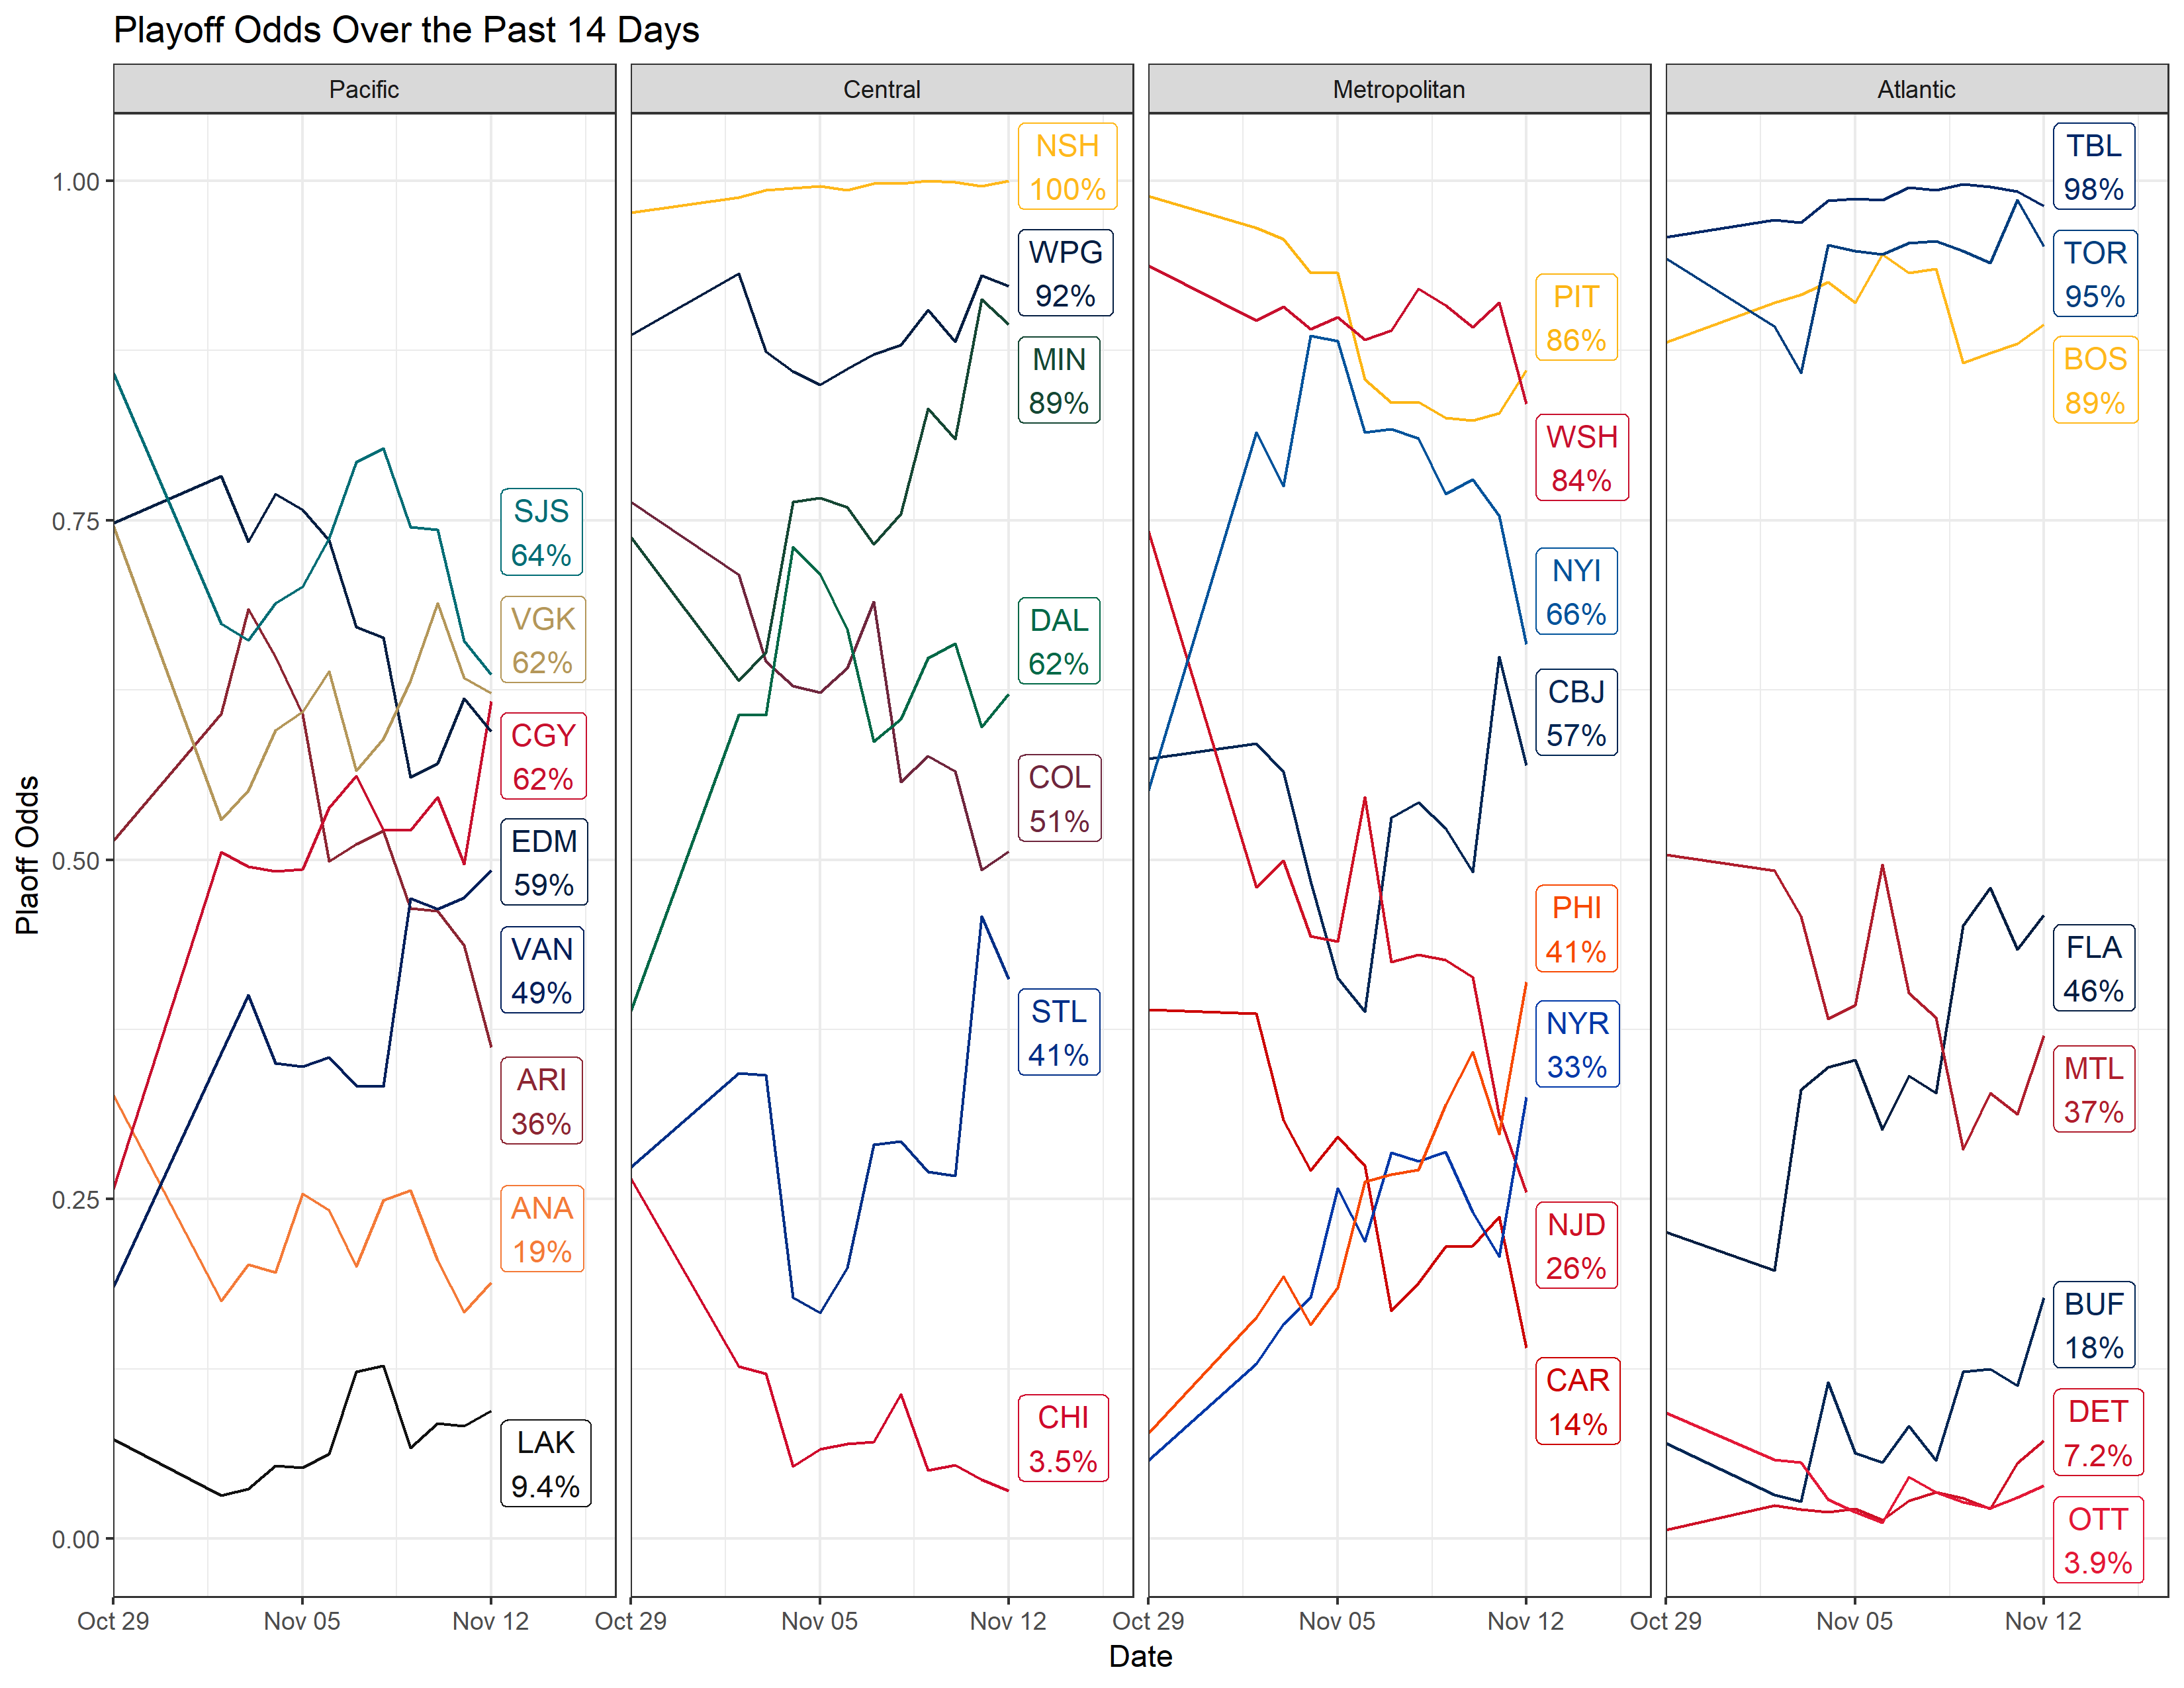 Playoff Odds Over the Past 14 Days
Pacific
Central
Metropolitan
Atlantic
Plaoff Odds
1.00
0.75
0.50
0.25
0.00
SJS
64%
VGK
62%
CGY
62%
EDM
59%
VAN
49%
ARI
36%
ANA
19%
LAK
9.4%
NSH
100%
WPG
92%
MIN
89%
DAL
62%
COL
51%
STL
41%
CHI
3.5%
PIT
86%
WSH
84%
NYI
66%
CBJ
57%
PHI
41%
NYR
33%
NJD
26%
CAR
14%
TBL
98%
TOR
95%
BOS
89%
FLA
46%
MTL
37%
BUF
18%
DET
7.2%
OTT
3.9%
Oct 29 Nov 05 Nov 12 Oct 29 Nov 05 Nov 12 Oct 29 Nov 05 Nov 12 Oct 29 Nov 05 Nov 12
Date